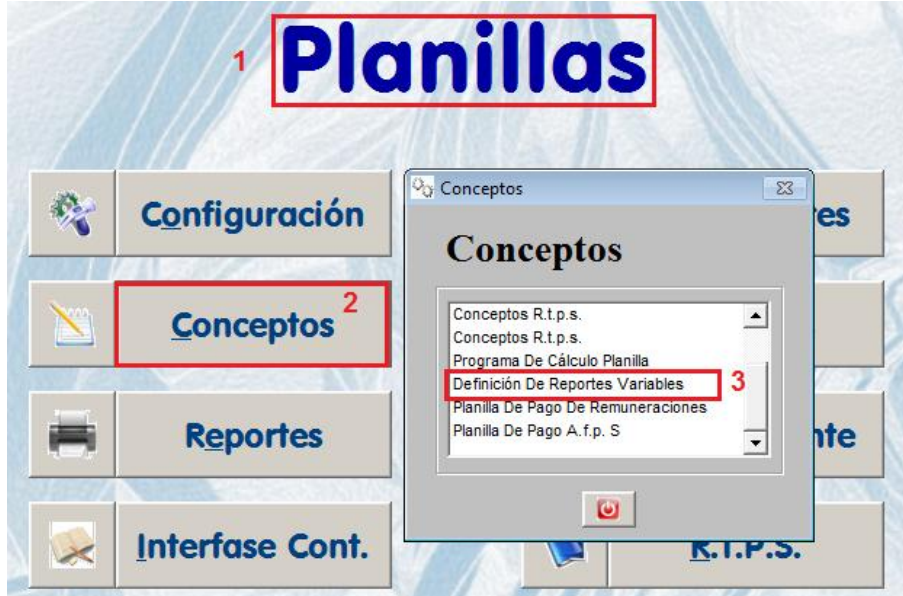 1 Planillas
Configuración
Conceptos
Conceptos
Conceptos R.t.p.s.
Conceptos R.t.p.s.
Programa De Cálculo Planilla
Definición De Reportes Variables 3
Planilla De Pago De Remuneraciones
Planilla De Pago A.f.p. S
Conceptos 2
Reportes
Interfase Cont.
R.T.P.S.